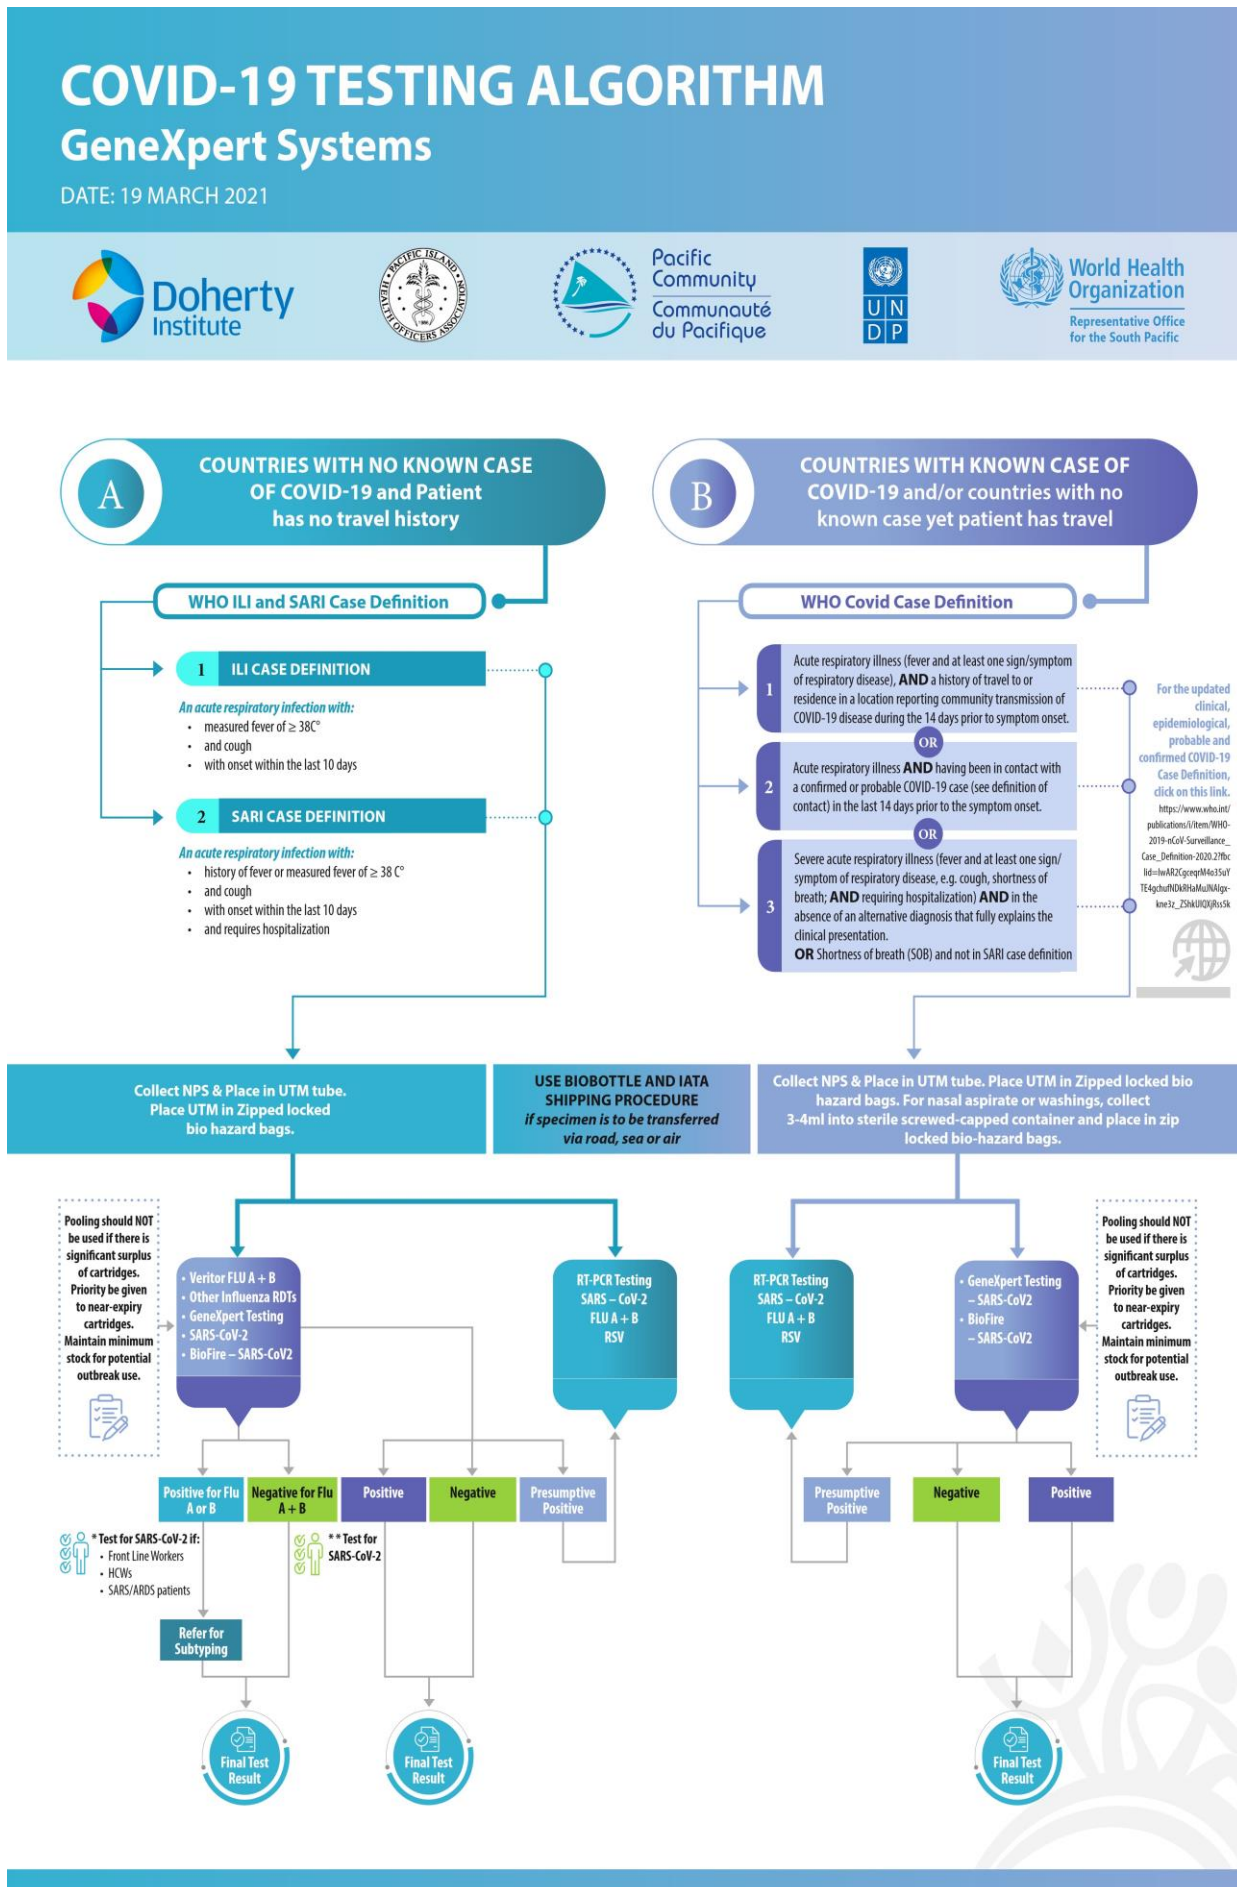 COVID-19 TESTING ALGORITHM
GeneXpert Systems
DATE: 19 MARCH 2021
Doherty
Institute
PACIFIC ISLAND
HEALTH OFFICERS ASSOCIATION
Pacific
Community
Communauté
du Pacifique
U N
D P
World Health
Organization
Representative Office
for the South Pacific
A
COUNTRIES WITH NO KNOWN CASE
OF COVID-19 and Patient
has no travel history
WHO ILI and SARI Case Definition
1 ILI CASE DEFINITION
An acute respiratory infection with:
• measured fever of ≥ 38C°
• and cough
• with onset within the last 10 days
2 SARI CASE DEFINITION
An acute respiratory infection with:
• history of fever or measured fever of ≥ 38 C°
• and cough
• with onset within the last 10 days
• and requires hospitalization
B
COUNTRIES WITH KNOWN CASE OF
COVID-19 and/or countries with no
known case yet patient has travel
WHO Covid Case Definition
1
Acute respiratory illness (fever and at least one sign/symptom
of respiratory disease), AND a history of travel to or
residence in a location reporting community transmission of
COVID-19 disease during the 14 days prior to symptom onset.
OR
2
Acute respiratory illness AND having been in contact with
a confirmed or probable COVID-19 case (see definition of
contact) in the last 14 days prior to the symptom onset.
OR
3
Severe acute respiratory illness (fever and at least one sign/
symptom of respiratory disease, e.g. cough, shortness of
breath; AND requiring hospitalization) AND in the
absence of an alternative diagnosis that fully explains the
clinical presentation.
OR Shortness of breath (SOB) and not in SARI case definition
For the updated
clinical,
epidemiological,
probable and
confirmed COVID-19
Case Definition,
click on this link.
https://www.who.int/
publications/i/item/WHO-
2019-nCoV-Surveillance_
Case_Definition-2020.2?fbc
Collect NPS & Place in UTM tube.
Place UTM in Zipped locked
bio hazard bags.
USE BIOBOTTLE AND IATA
SHIPPING PROCEDURE
if specimen is to be transferred
via road, sea or air
Collect NPS & Place in UTM tube. Place UTM in Zipped locked bio
hazard bags. For nasal aspirate or washings, collect
3-4ml into sterile screwed-capped container and place in zip
locked bio-hazard bags.
Pooling should NOT
be used if there is
significant surplus
of cartridges.
Priority be given
to near-expiry
cartridges.
Maintain minimum
stock for potential
outbreak use.
• Veritor FLU A + B
• Other Influenza RDTs
• GeneXpert Testing
• SARS-CoV-2
• BioFire – SARS-CoV2
RT-PCR Testing
SARS – CoV-2
FLU A + B
RSV
RT-PCR Testing
SARS – CoV-2
FLU A + B
RSV
• GeneXpert Testing
– SARS-CoV2
• BioFire
– SARS-CoV2
Pooling should NOT
be used if there is
significant surplus
of cartridges.
Priority be given
to near-expiry
cartridges.
Maintain minimum
stock for potential
outbreak use.
Positive for Flu
A or B
Negative for Flu
A + B
Positive
Negative
Presumptive
Positive
Presumptive
Positive
Negative
Positive
* Test for SARS-CoV-2 if:
• Front Line Workers
• HCWs
• SARS/ARDS patients
** Test for
SARS-CoV-2
Refer for
Subtyping
Final Test
Result
Final Test
Result
Final Test
Result